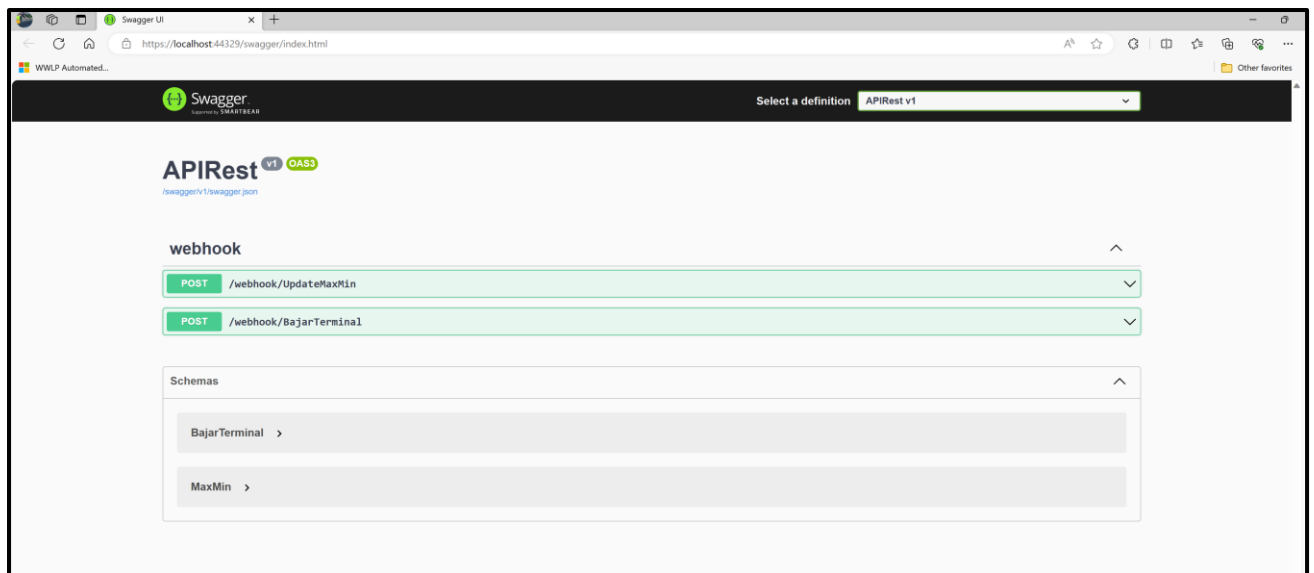 Swagger UI
https://localhost:44329/swagger/index.html
WWLP Automated...
Other favorites
Swagger.
Supported by SMARTBEAR
Select a definition
APIRest v1
APIRest v1 OAS3
/swagger/v1/swagger.json
webhook
POST /webhook/UpdateMaxMin
POST /webhook/BajarTerminal
Schemas
BajarTerminal
MaxMin